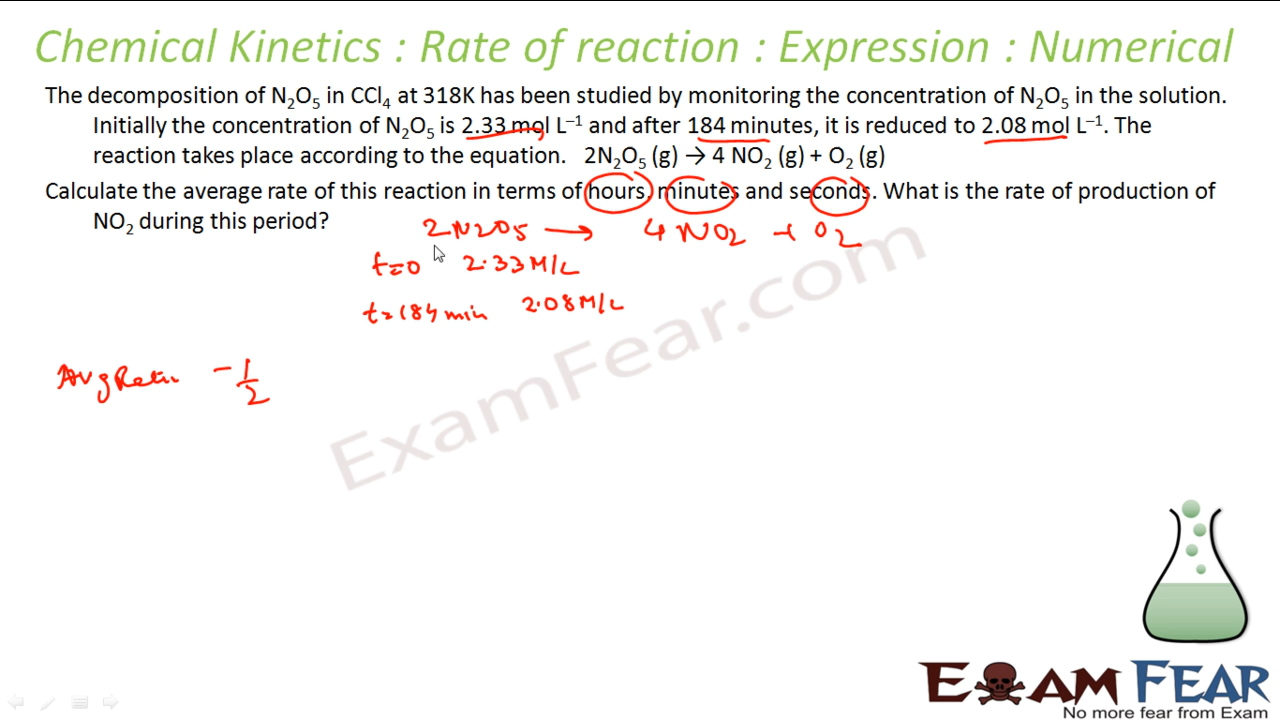 Chemical Kinetics : Rate of reaction : Expression : Numerical
The decomposition of N₂O₅ in CCl₄ at 318K has been studied by monitoring the concentration of N₂O₅ in the solution.
Initially the concentration of N₂O₅ is 2.33 mol L⁻¹ and after 184 minutes, it is reduced to 2.08 mol L⁻¹. The
reaction takes place according to the equation. 2N₂O₅ (g) → 4 NO₂ (g) + O₂ (g)
Calculate the average rate of this reaction in terms of hours, minutes and seconds. What is the rate of production of
NO₂ during this period?
2N2O5 → 4 NO2 + O2
t=0 2.33M/L
t=184 min 2.08M/L
Avg -1/2
ExamFear.com
EXAM FEAR
No more fear from Exam